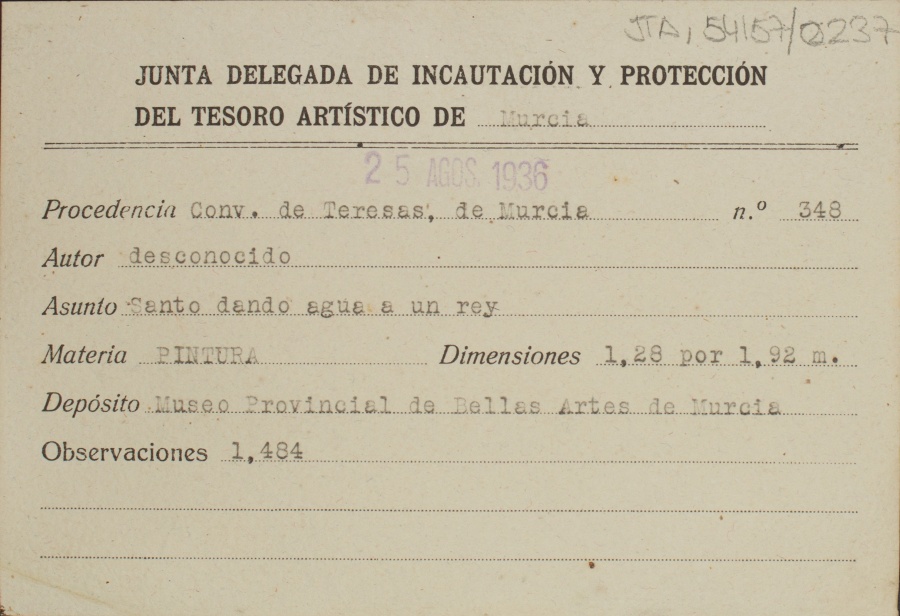 JTA, 54157/0237
JUNTA DELEGADA DE INCAUTACIÓN Y PROTECCIÓN
DEL TESORO ARTÍSTICO DE Murcia
25 AGOS. 1936
Procedencia Conv. de Teresas, de Murcia n.º 348
Autor desconocido
Asunto Santo dando agua a un rey
Materia PINTURA Dimensiones 1,28 por 1,92 m.
Depósito Museo Provincial de Bellas Artes de Murcia
Observaciones 1,484